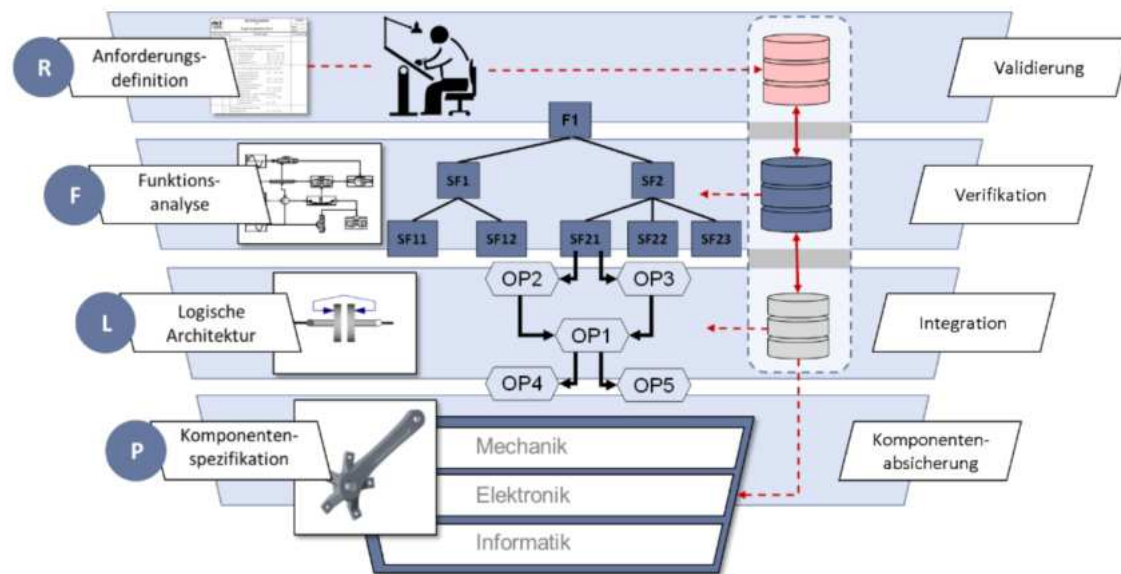 R
Anforderungs-
definition
Validierung
F1
F
Funktions-
analyse
SF1
SF2
Verifikation
SF11
SF12
SF21
SF22
SF23
OP2
OP3
L
Logische
Architektur
OP1
Integration
OP4
OP5
P
Komponenten-
spezifikation
Mechanik
Elektronik
Informatik
Komponenten-
absicherung